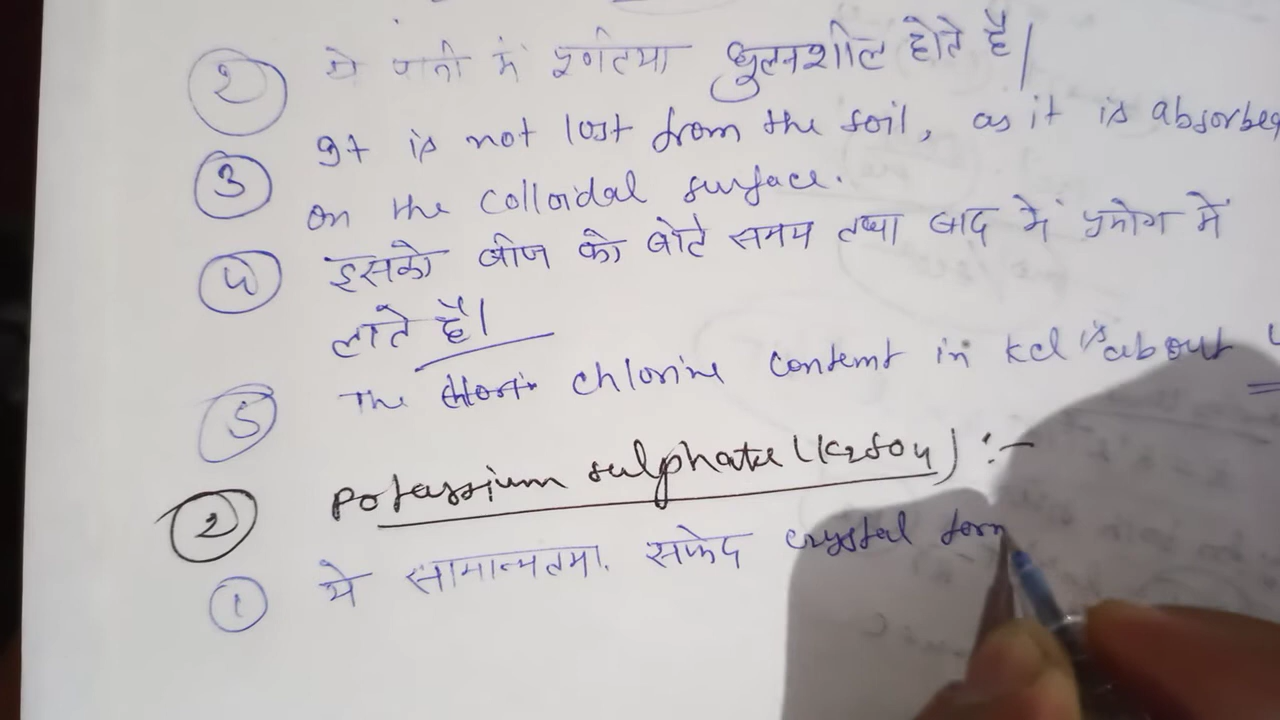 ② ये पानी में पूर्णतया घुलनशील होते हैं।
③ It is not lost from the soil, as it is absorbed
on the colloidal surface.
④ इसको बीज को बोते समय तथा बाद में प्रयोग में
लाते हैं।
⑤ The chlorine content in kcl is about
② Potassium sulphate (K2SO4) :-
① ये सामान्यतया. सफेद crystal form